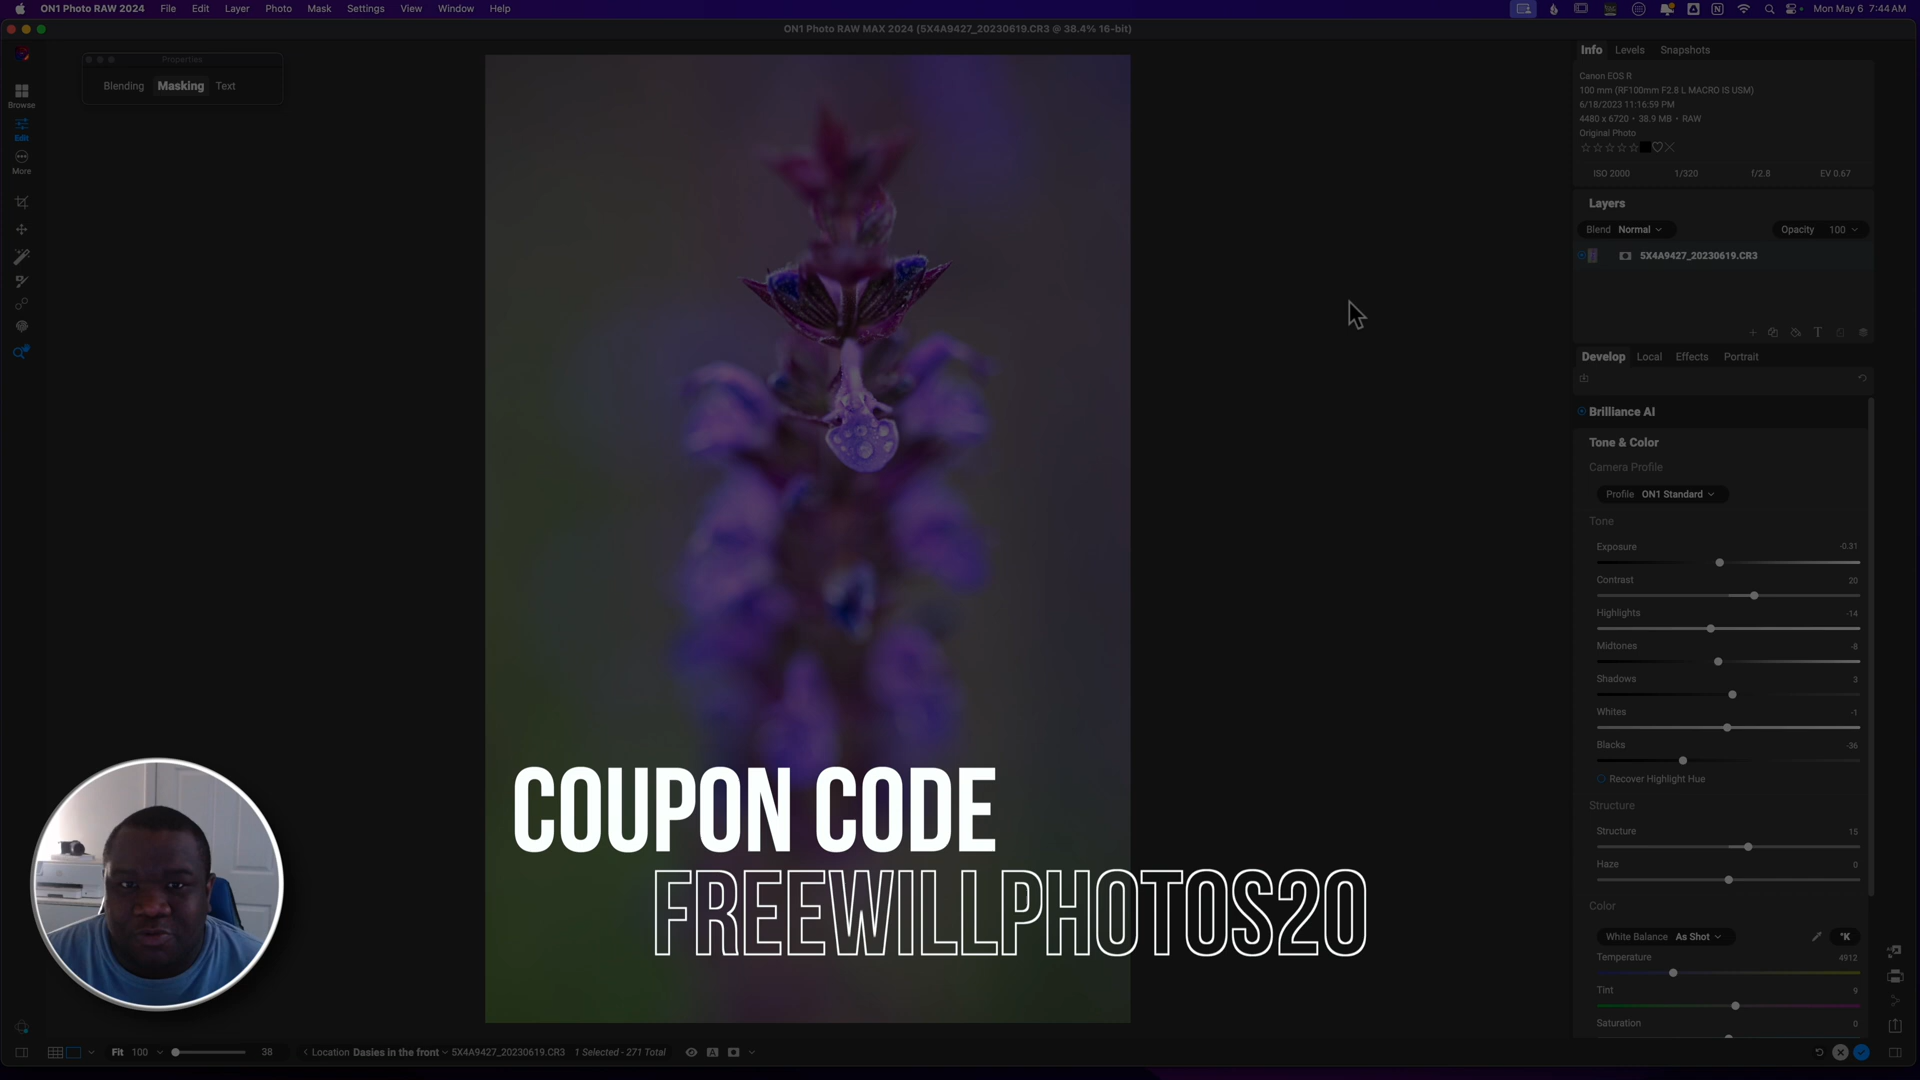 ON1 Photo RAW 2024 File Edit Layer Photo Mask Settings View Window Help Mon May 6 7:44 AM
ON1 Photo RAW MAX 2024 (5X4A9427_20230619.CR3 @ 38.4% 16-bit)
Properties
Blending Masking Text
Browse
Edit
More
Info Levels Snapshots
Canon EOS R
100 mm (RF100mm F2.8 L MACRO IS USM)
6/18/2023 11:16:59 PM
4480 x 6720 • 38.9 MB • RAW
Original Photo
ISO 2000 1/320 f/2.8 EV 0.67
Layers
Blend Normal Opacity 100
5X4A9427_20230619.CR3
Develop Local Effects Portrait
Brilliance AI
Tone & Color
Camera Profile
Profile ON1 Standard
Tone
Exposure -0.31
Contrast 20
Highlights -14
Midtones -8
Shadows 3
Whites -1
Blacks -36
Recover Highlight Hue
Structure
Structure 15
Haze 0
Color
White Balance As Shot °K
Temperature 4912
Tint 9
Saturation 0
COUPON CODE
FREEWILLPHOTOS20
Fit 100 38 Location Dasies in the front 5X4A9427_20230619.CR3 1 Selected - 271 Total